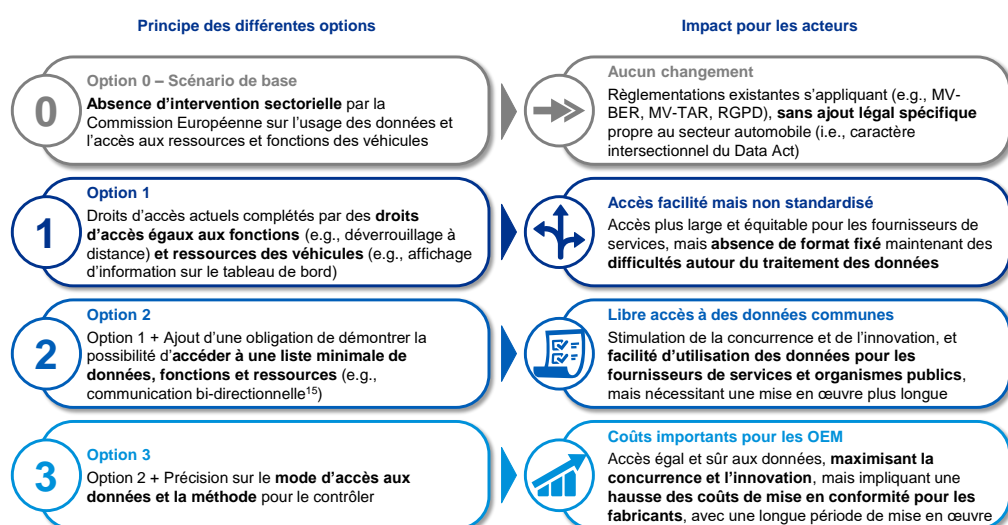 Principe des différentes options
Impact pour les acteurs
0
Option 0 – Scénario de base
Absence d'intervention sectorielle par la
Commission Européenne sur l'usage des données et
l'accès aux ressources et fonctions des véhicules
Aucun changement
Règlementations existantes s'appliquant (e.g., MV-
BER, MV-TAR, RGPD), sans ajout légal spécifique
propre au secteur automobile (i.e., caractère
intersectionnel du Data Act)
1
Option 1
Droits d'accès actuels complétés par des droits
d'accès égaux aux fonctions (e.g., déverrouillage à
distance) et ressources des véhicules (e.g., affichage
d'information sur le tableau de bord)
Accès facilité mais non standardisé
Accès plus large et équitable pour les fournisseurs de
services, mais absence de format fixé maintenant des
difficultés autour du traitement des données
2
Option 2
Option 1 + Ajout d'une obligation de démontrer la
possibilité d'accéder à une liste minimale de
données, fonctions et ressources (e.g.,
communication bi-directionnelle¹⁵)
Libre accès à des données communes
Stimulation de la concurrence et de l'innovation, et
facilité d'utilisation des données pour les
fournisseurs de services et organismes publics,
mais nécessitant une mise en œuvre plus longue
3
Option 3
Option 2 + Précision sur le mode d'accès aux
données et la méthode pour le contrôler
Coûts importants pour les OEM
Accès égal et sûr aux données, maximisant la
concurrence et l'innovation, mais impliquant une
hausse des coûts de mise en conformité pour les
fabricants, avec une longue période de mise en œuvre